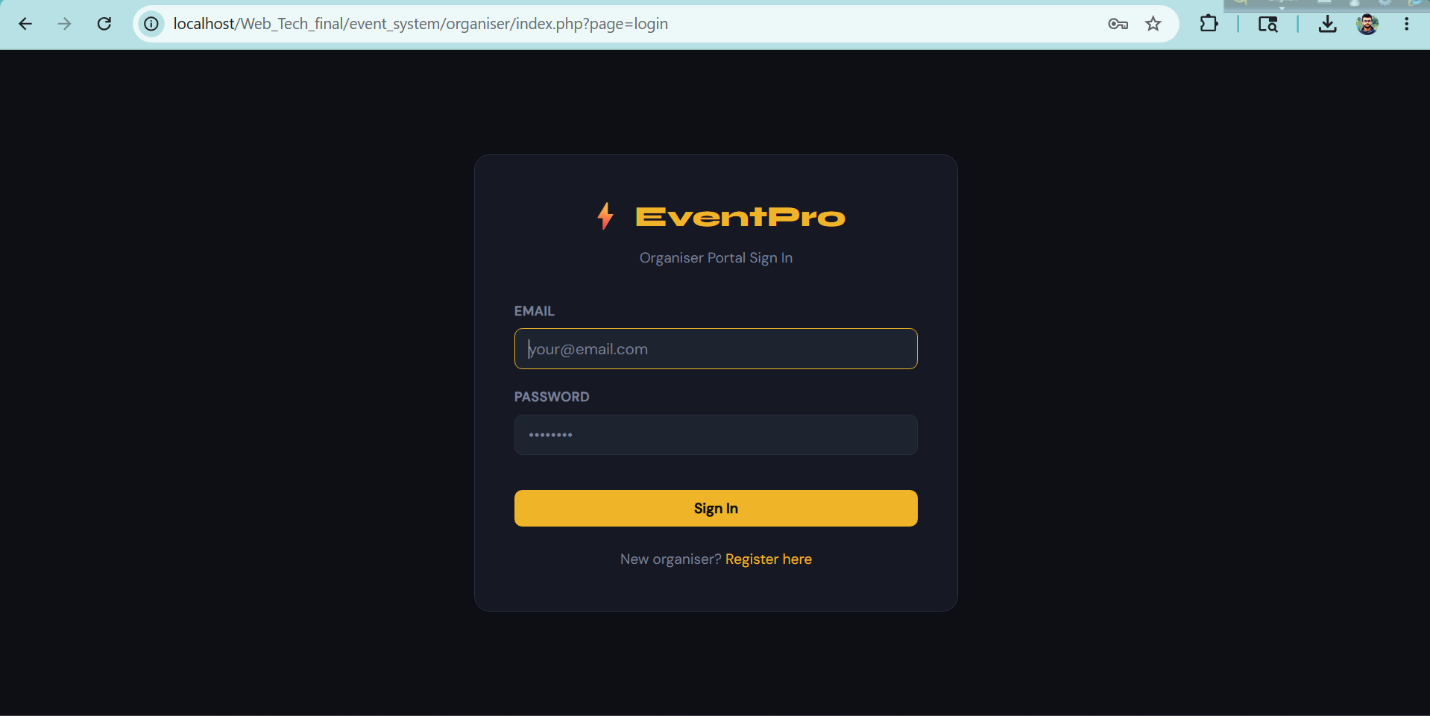 localhost/Web_Tech_final/event_system/organiser/index.php?page=login
EventPro
Organiser Portal Sign In
EMAIL
your@email.com
PASSWORD
••••••••
Sign In
New organiser? Register here